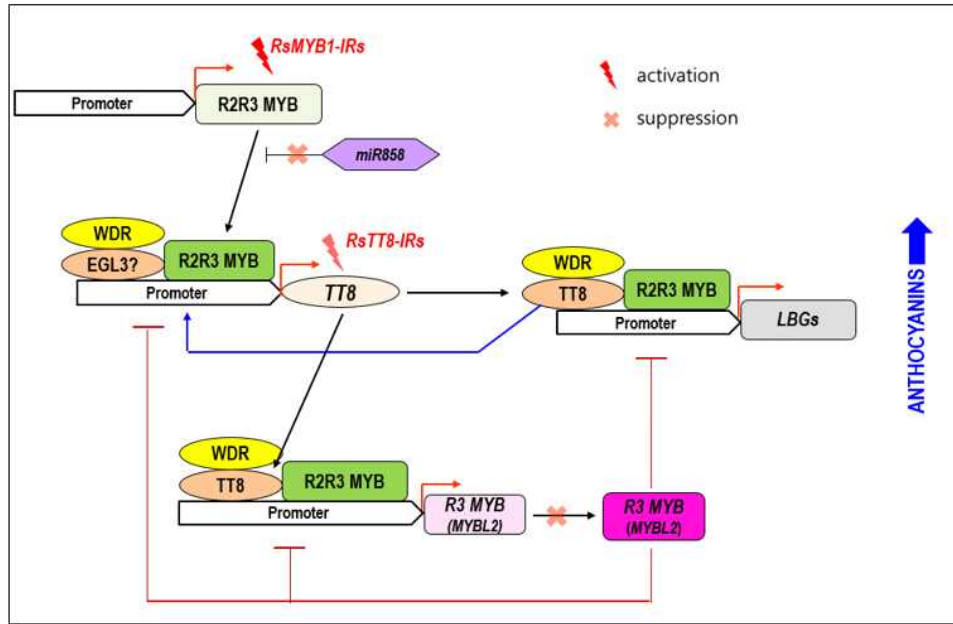 RsMYB1-IRs
activation
Promoter
R2R3 MYB
suppression
miR858
WDR
EGL3?
R2R3 MYB
Promoter
RsTT8-IRs
TT8
WDR
TT8
R2R3 MYB
Promoter
LBGs
ANTHOCYANINS
WDR
TT8
R2R3 MYB
Promoter
R3 MYB
(MYBL2)
R3 MYB
(MYBL2)